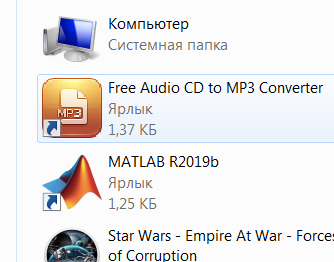 Компьютер
Системная папка
Free Audio CD to MP3 Converter
MP3
Ярлык
1,37 КБ
MATLAB R2019b
Ярлык
1,25 КБ
Star Wars - Empire At War - Forces
of Corruption